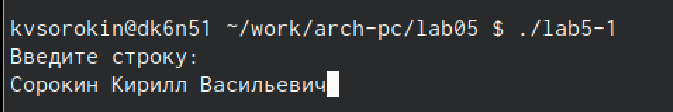 kvsorokin@dk6n51 ~/work/arch-pc/lab05 $ ./lab5-1
Введите строку:
Сорокин Кирилл Васильевич